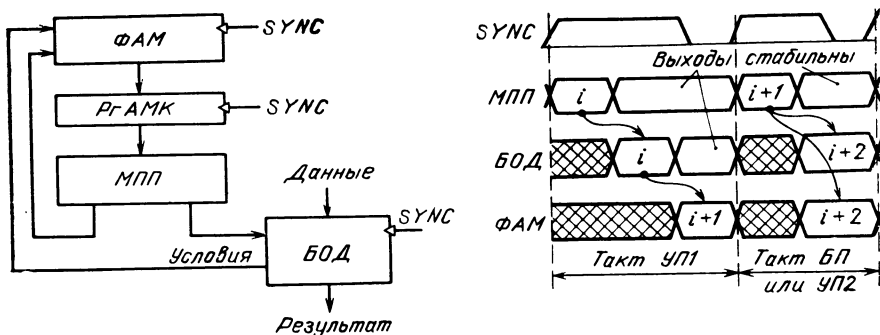 ФАМ
SYNC
РгАМК
SYNC
МПП
Данные
SYNC
БОД
Условия
Результат
SYNC
Выходы стабильны
МПП
i
i+1
БОД
i
i+2
ФАМ
i+1
i+2
Такт УП1
Такт БП
или УП2